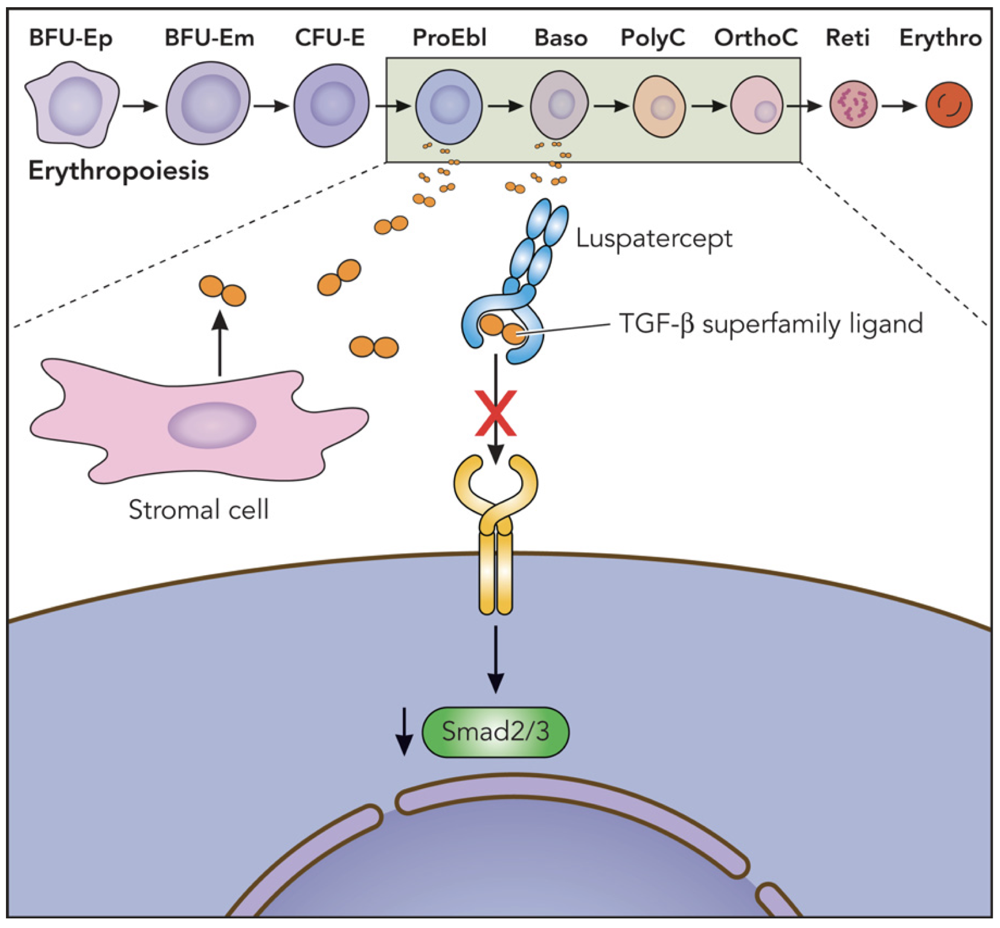 BFU-Ep BFU-Em CFU-E ProEbl Baso PolyC OrthoC Reti Erythro
Erythropoiesis
Luspatercept
TGF-β superfamily ligand
X
Stromal cell
Smad2/3